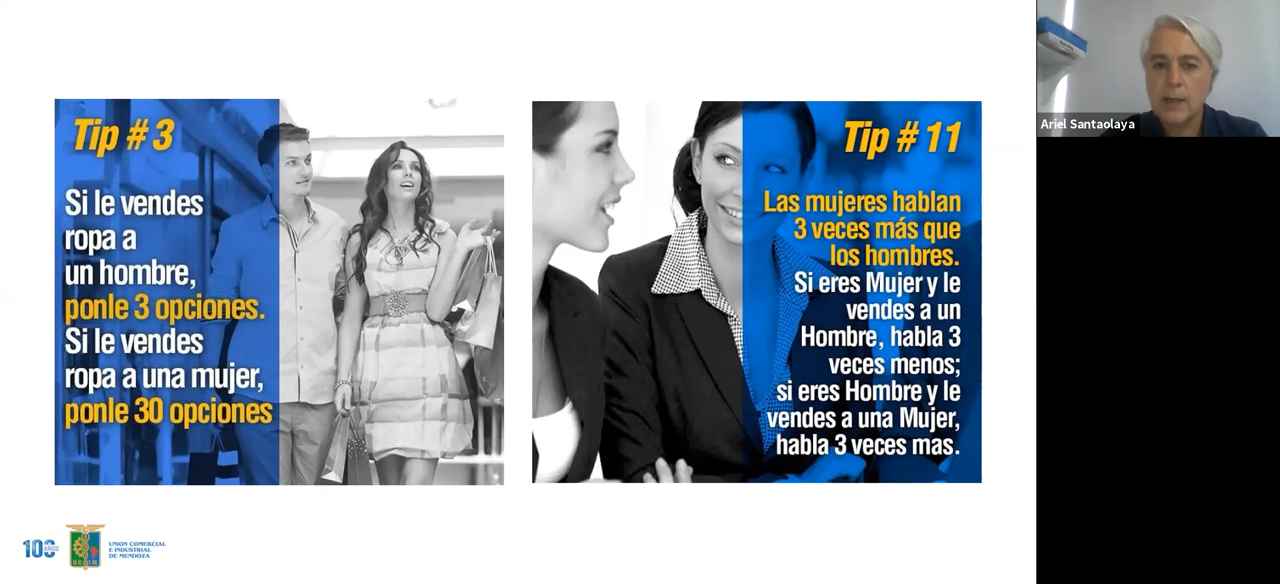 Tip # 3
Si le vendes
ropa a
un hombre,
ponle 3 opciones.
Si le vendes
ropa a una mujer,
ponle 30 opciones
Tip # 11
Las mujeres hablan
3 veces más que
los hombres.
Si eres Mujer y le
vendes a un
Hombre, habla 3
veces menos;
si eres Hombre y le
vendes a una Mujer,
habla 3 veces mas.
Ariel Santaolaya
100 AÑOS
UNION COMERCIAL
E INDUSTRIAL
DE MENDOZA